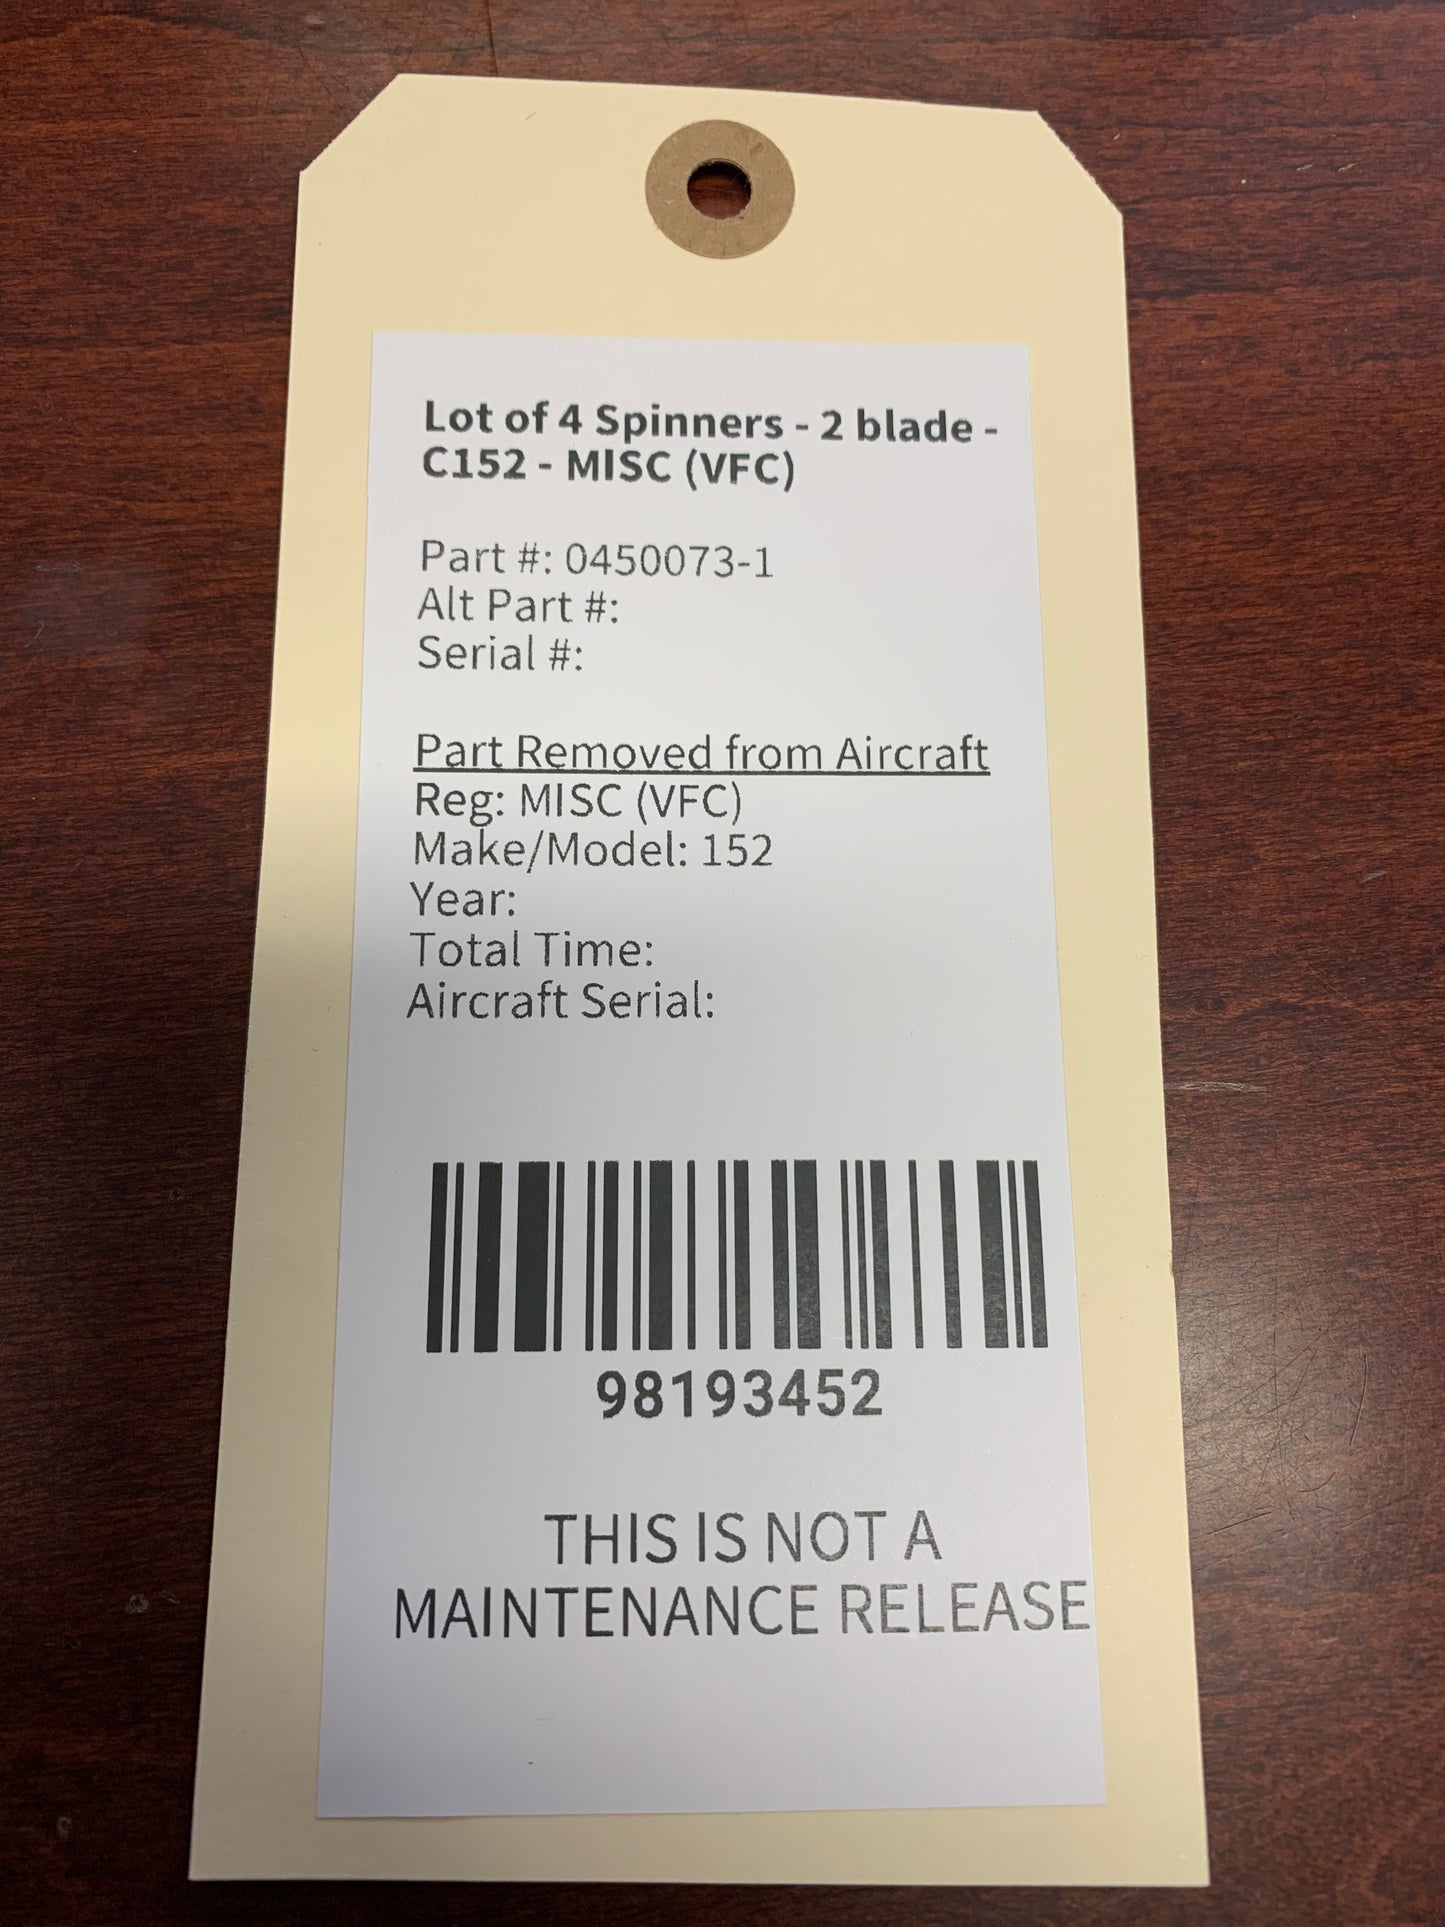 Lot of 4 Spinners - 2 blade -
C152 - MISC (VFC)
Part #: 0450073-1
Alt Part #:
Serial #:
Part Removed from Aircraft
Reg: MISC (VFC)
Make/Model: 152
Year:
Total Time:
Aircraft Serial:
98193452
THIS IS NOT A
MAINTENANCE RELEASE